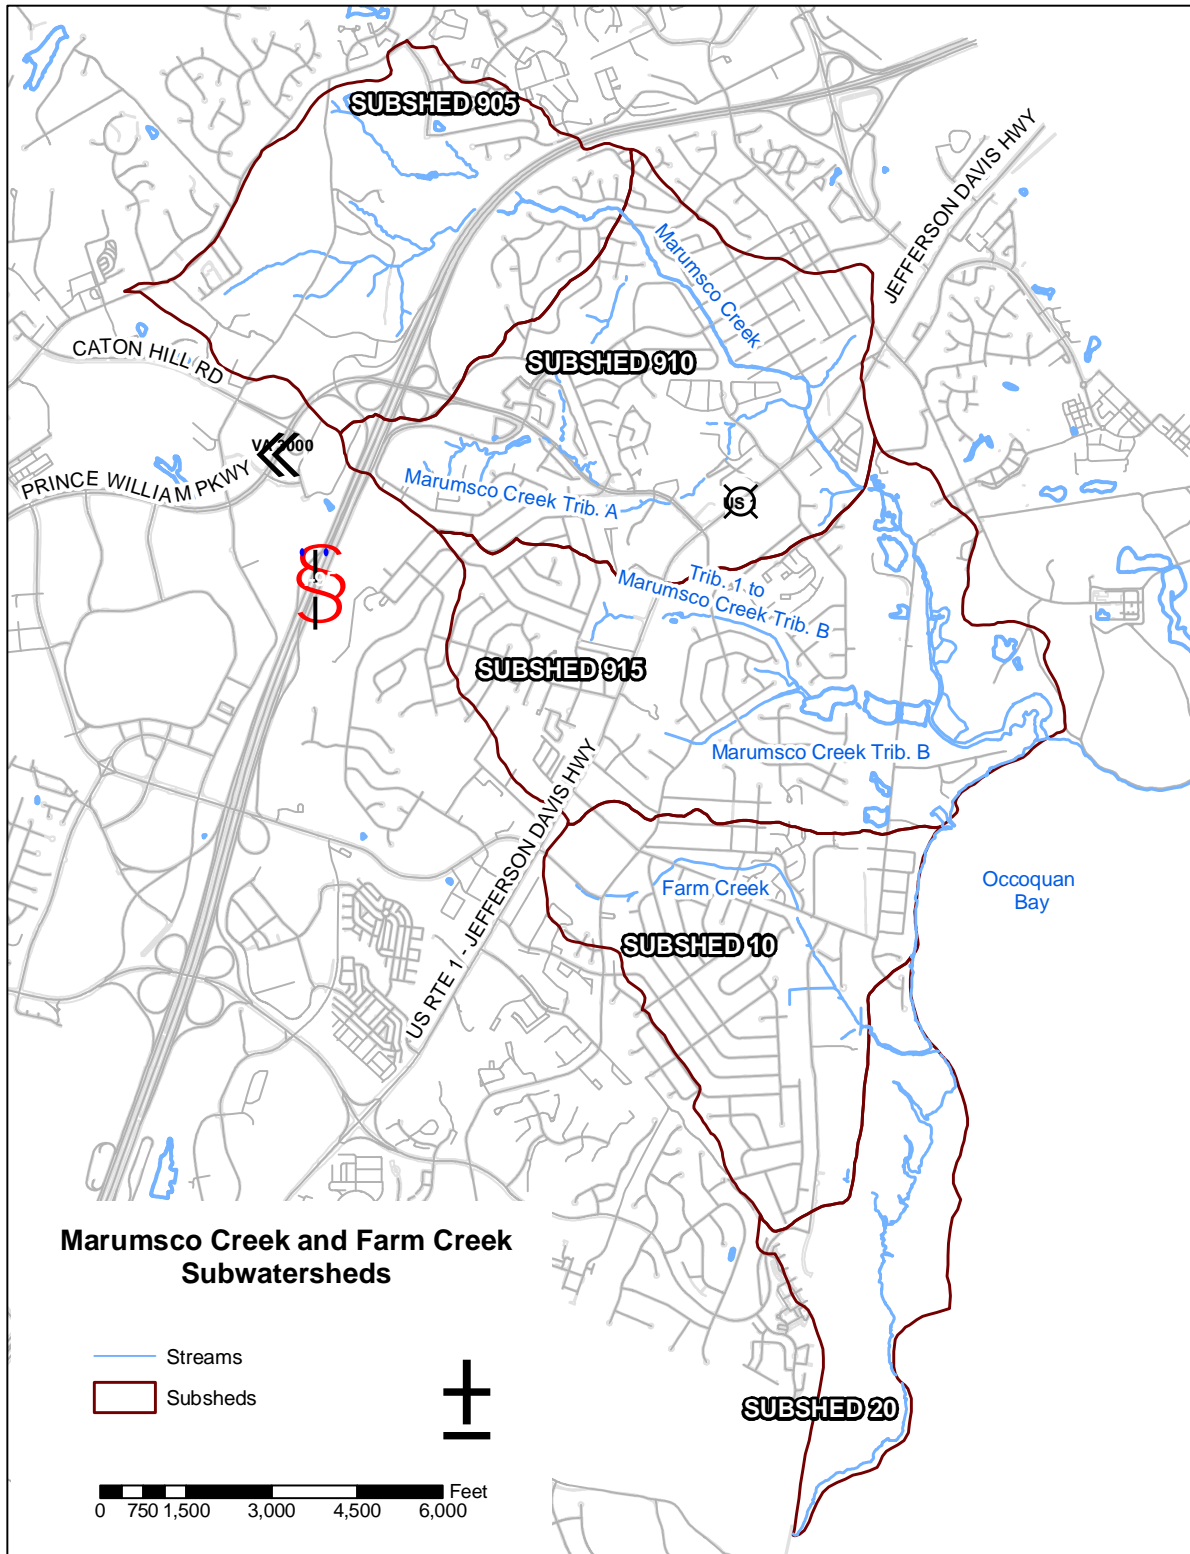 SUBSHED 905
JEFFERSON DAVIS HWY
Marumsco Creek
CATON HILL RD
SUBSHED 910
VA 3000
PRINCE WILLIAM PKWY
Marumsco Creek Trib. A
US 1
Trib. 1 to
Marumsco Creek Trib. B
SUBSHED 915
Marumsco Creek Trib. B
US RTE 1 - JEFFERSON DAVIS HWY
Farm Creek
Occoquan
Bay
SUBSHED 10
Marumsco Creek and Farm Creek
Subwatersheds
Streams
Subsheds
SUBSHED 20
Feet
0 750 1,500 3,000 4,500 6,000